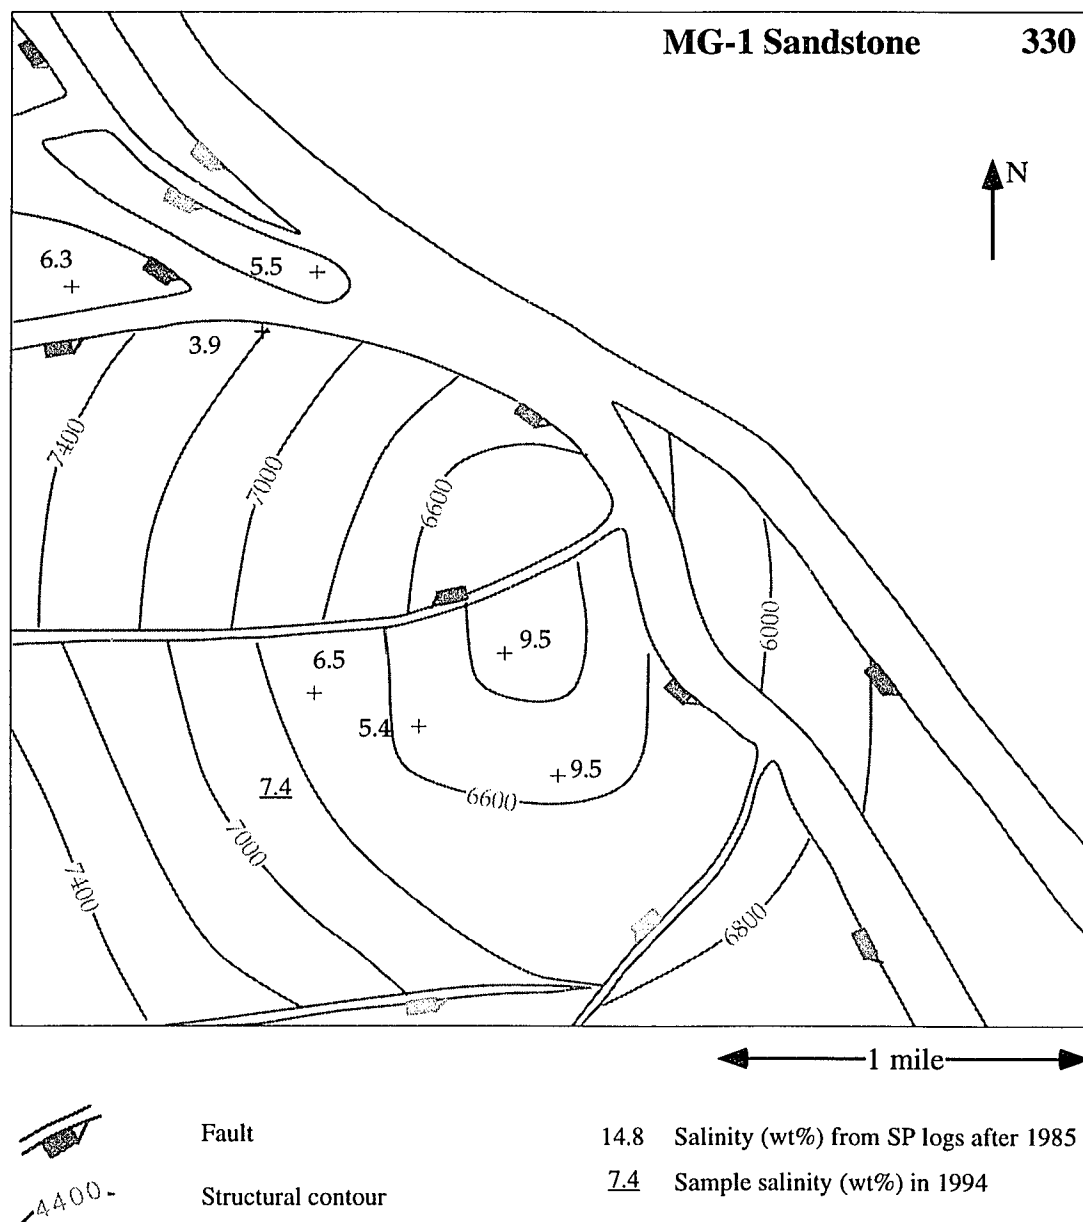 MG-1 Sandstone 330
N
6.3
5.5
3.9
7400
7000
6600
6000
9.5
6.5
5.4
9.5
6600
7.4
7000
7400
6800
1 mile
Fault
14.8 Salinity (wt%) from SP logs after 1985
4400
Structural contour
7.4 Sample salinity (wt%) in 1994